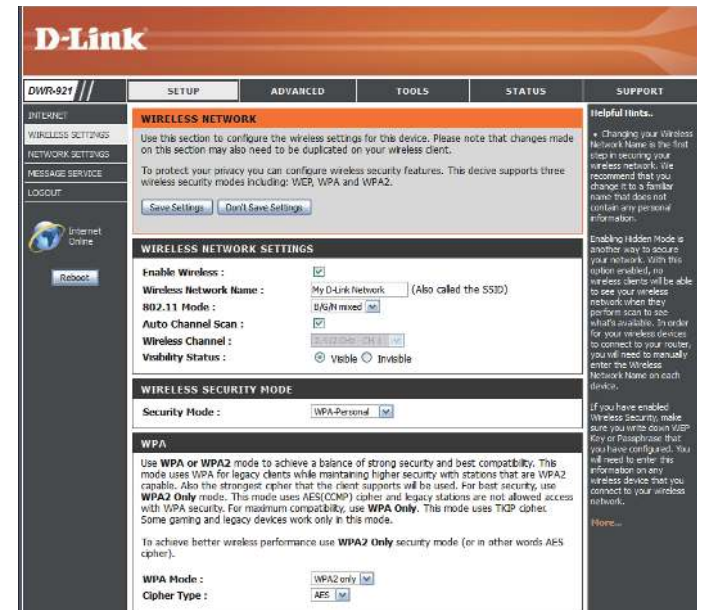 D-Link
DWR-921
SETUP
ADVANCED
TOOLS
STATUS
SUPPORT
INTERNET
WIRELESS SETTINGS
NETWORK SETTINGS
MESSAGE SERVICE
LOGOUT
Internet
Online
Reboot
WIRELESS NETWORK
Use this section to configure the wireless settings for this device. Please note that changes made
on this section may also need to be duplicated on your wireless client.
To protect your privacy you can configure wireless security features. This decive supports three
wireless security modes including: WEP, WPA and WPA2.
Save Settings Don't Save Settings
WIRELESS NETWORK SETTINGS
Enable Wireless :
Wireless Network Name : My D-Link Network (Also called the SSID)
802.11 Mode : B/G/N mixed
Auto Channel Scan :
Wireless Channel : CH 1
Visibility Status : Visible Invisible
WIRELESS SECURITY MODE
Security Mode : WPA-Personal
WPA
Use WPA or WPA2 mode to achieve a balance of strong security and best compatibility. This
mode uses WPA for legacy clients while maintaining higher security with stations that are WPA2
capable. Also the strongest cipher that the client supports will be used. For best security, use
WPA2 Only mode. This mode uses AES(CCMP) cipher and legacy stations are not allowed access
with WPA security. For maximum compatibility, use WPA Only. This mode uses TKIP cipher.
Some gaming and legacy devices work only in this mode.
To achieve better wireless performance use WPA2 Only security mode (or in other words AES
cipher).
WPA Mode : WPA2 only
Cipher Type : AES
Helpful Hints..
• Changing your Wireless
Network Name is the first
step in securing your
wireless network. We
recommend that you
change it to a familiar
name that does not
contain any personal
information.
Enabling Hidden Mode is
another way to secure
your network. With this
option enabled, no
wireless clients will be able
to see your wireless
network when they
perform scan to see
what's available. In order
for your wireless devices
to connect to your router,
you will need to manually
enter the Wireless
Network Name on each
device.
If you have enabled
Wireless Security, make
sure you write down WEP
Key or Passphrase that
you have configured. You
will need to enter this
information on any
wireless device that you
connect to your wireless
network.
More...